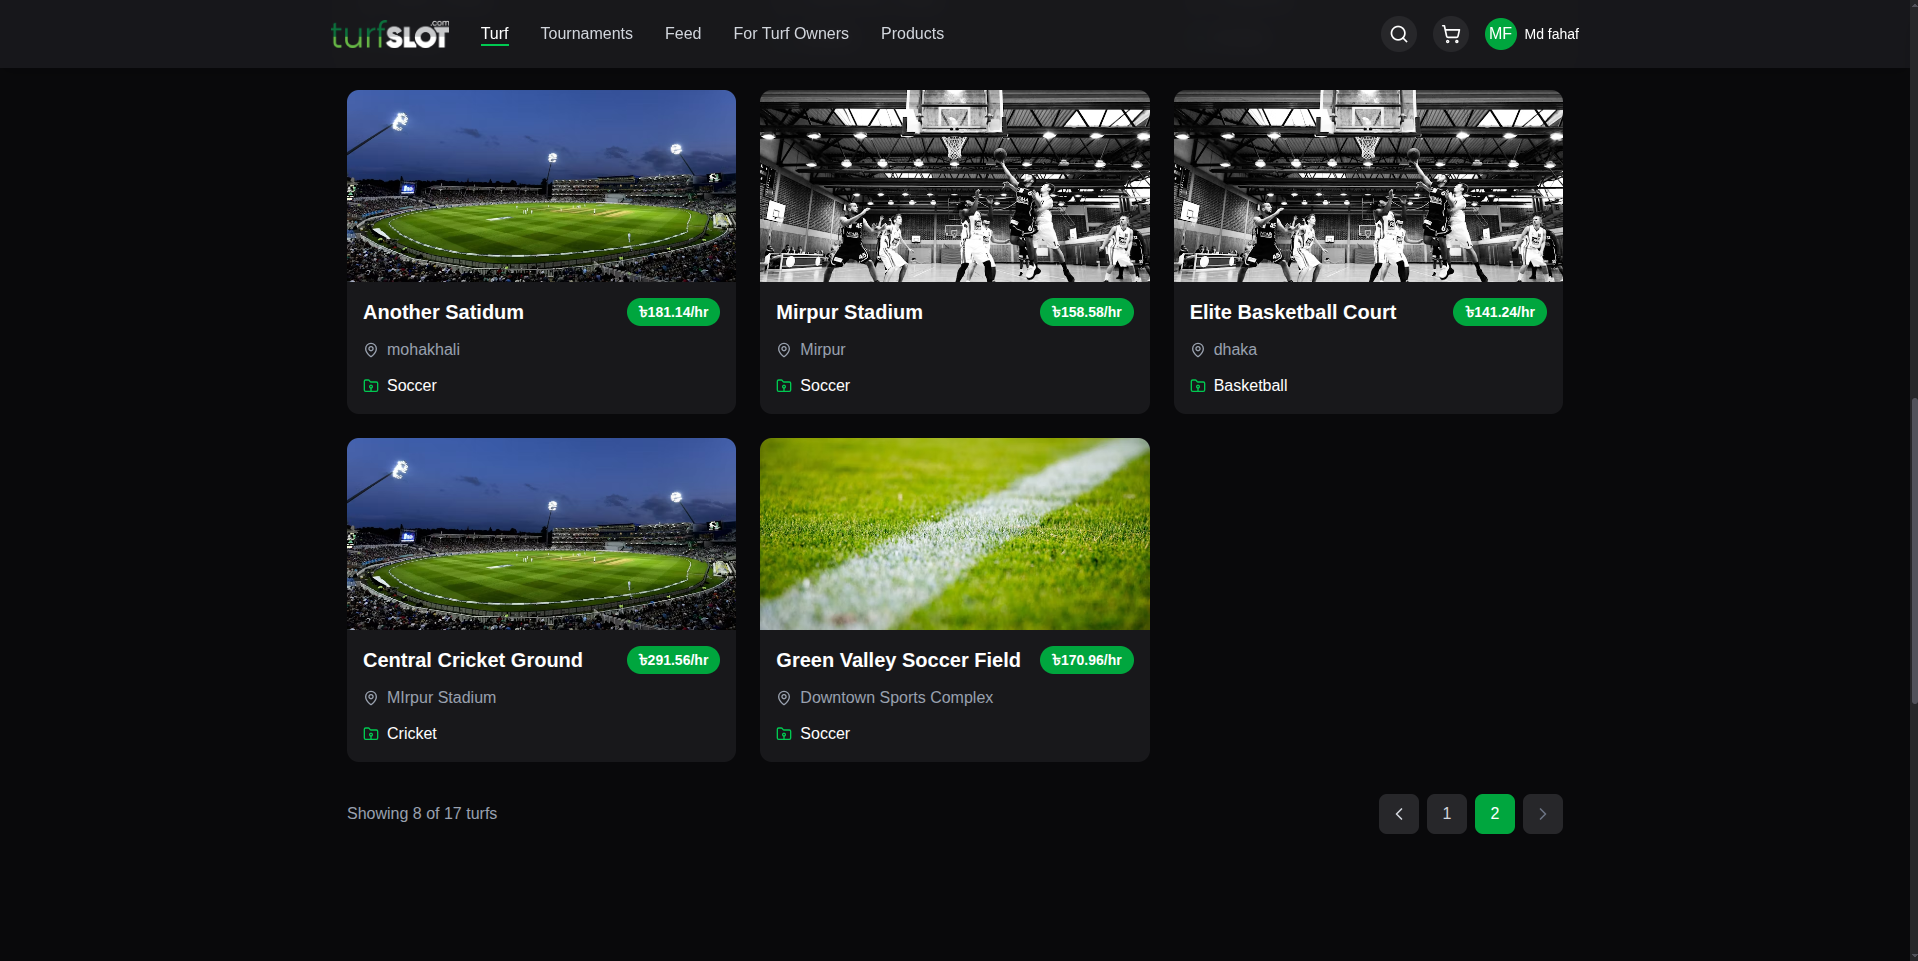 turfSLOT.com
Turf Tournaments Feed For Turf Owners Products MF Md fahaf
Another Satidum ৳181.14/hr
mohakhali
Soccer
Mirpur Stadium ৳158.58/hr
Mirpur
Soccer
Elite Basketball Court ৳141.24/hr
dhaka
Basketball
Central Cricket Ground ৳291.56/hr
MIrpur Stadium
Cricket
Green Valley Soccer Field ৳170.96/hr
Downtown Sports Complex
Soccer
Showing 8 of 17 turfs 1 2